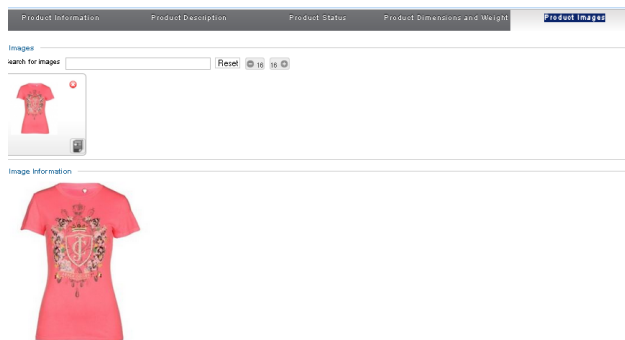 Product Information Product Description Product Status Product Dimensions and Weight Product Images
Images
Search for images Reset 16 16
Image Information